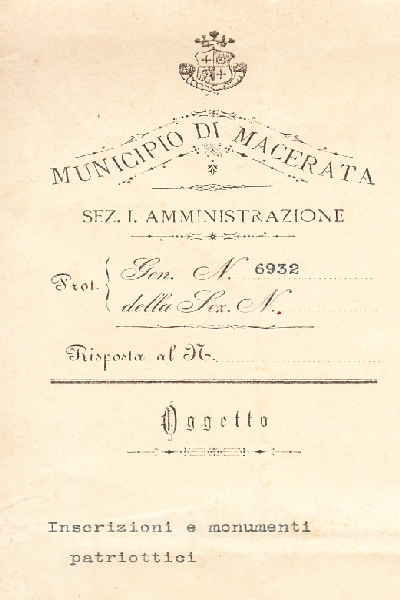 MUNICIPIO DI MACERATA
SEZ. I. AMMINISTRAZIONE
Prot.
Gen. N. 6932
della Sez. N.
Risposta al N.
Oggetto
Inscrizioni e monumenti
patriottici